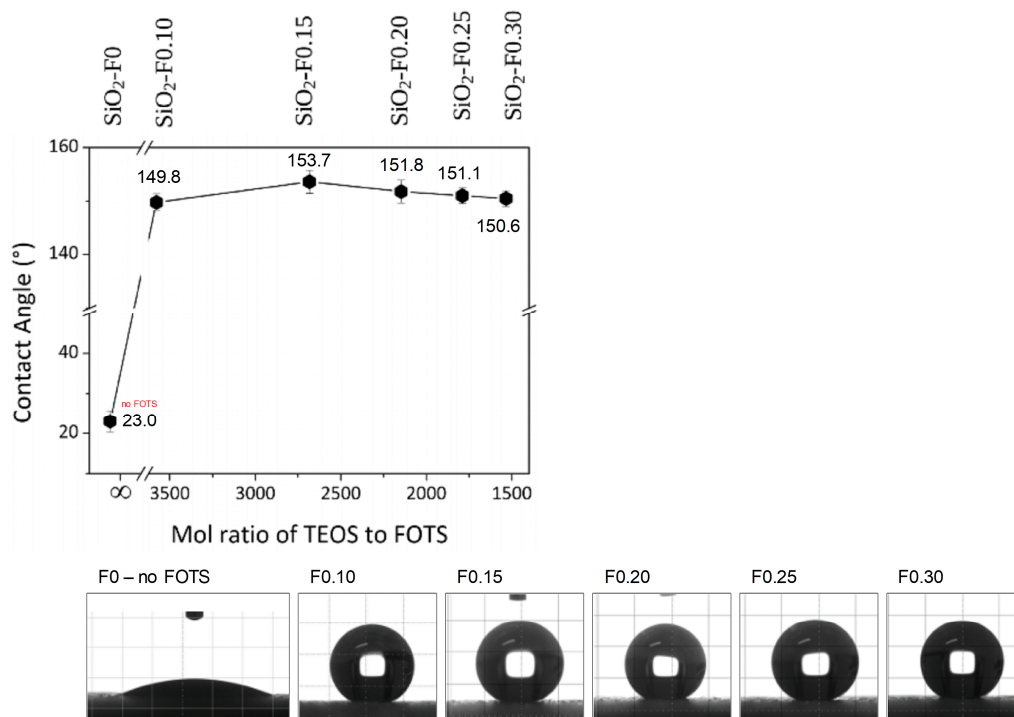 SiO₂-F0
SiO₂-F0.10
SiO₂-F0.15
SiO₂-F0.20
SiO₂-F0.25
SiO₂-F0.30
160
149.8
153.7
151.8
151.1
150.6
140
Contact Angle (°)
40
no FOTS
23.0
20
∞
3500
3000
2500
2000
1500
Mol ratio of TEOS to FOTS
F0 – no FOTS
F0.10
F0.15
F0.20
F0.25
F0.30